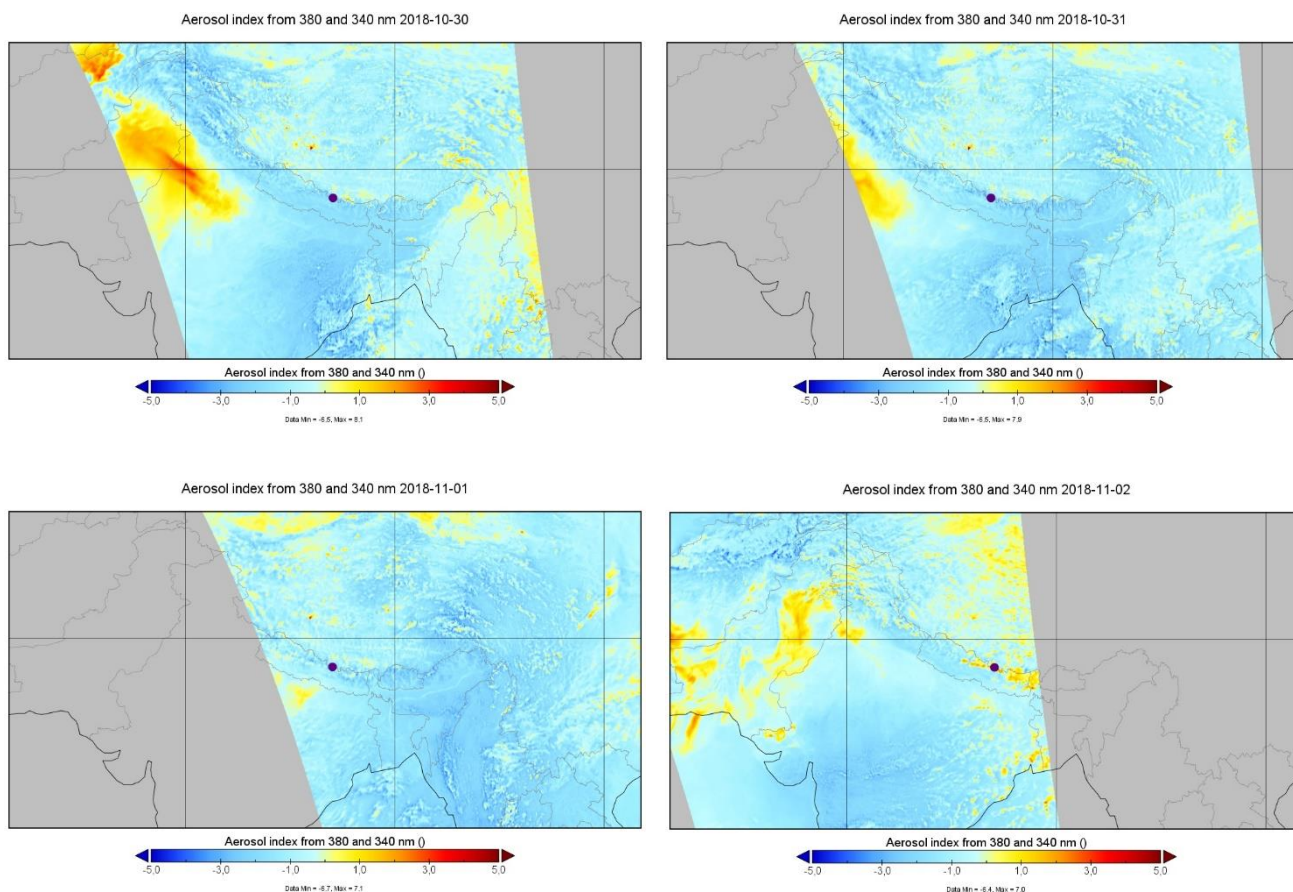 Aerosol index from 380 and 340 nm 2018-10-30
Aerosol index from 380 and 340 nm ()
-5,0 -3,0 -1,0 1,0 3,0 5,0
Data Min = -6,5, Max = 8,1
Aerosol index from 380 and 340 nm 2018-10-31
Aerosol index from 380 and 340 nm ()
-5,0 -3,0 -1,0 1,0 3,0 5,0
Data Min = -6,5, Max = 7,9
Aerosol index from 380 and 340 nm 2018-11-01
Aerosol index from 380 and 340 nm ()
-5,0 -3,0 -1,0 1,0 3,0 5,0
Data Min = -6,7, Max = 7,1
Aerosol index from 380 and 340 nm 2018-11-02
Aerosol index from 380 and 340 nm ()
-5,0 -3,0 -1,0 1,0 3,0 5,0
Data Min = -6,4, Max = 7,0